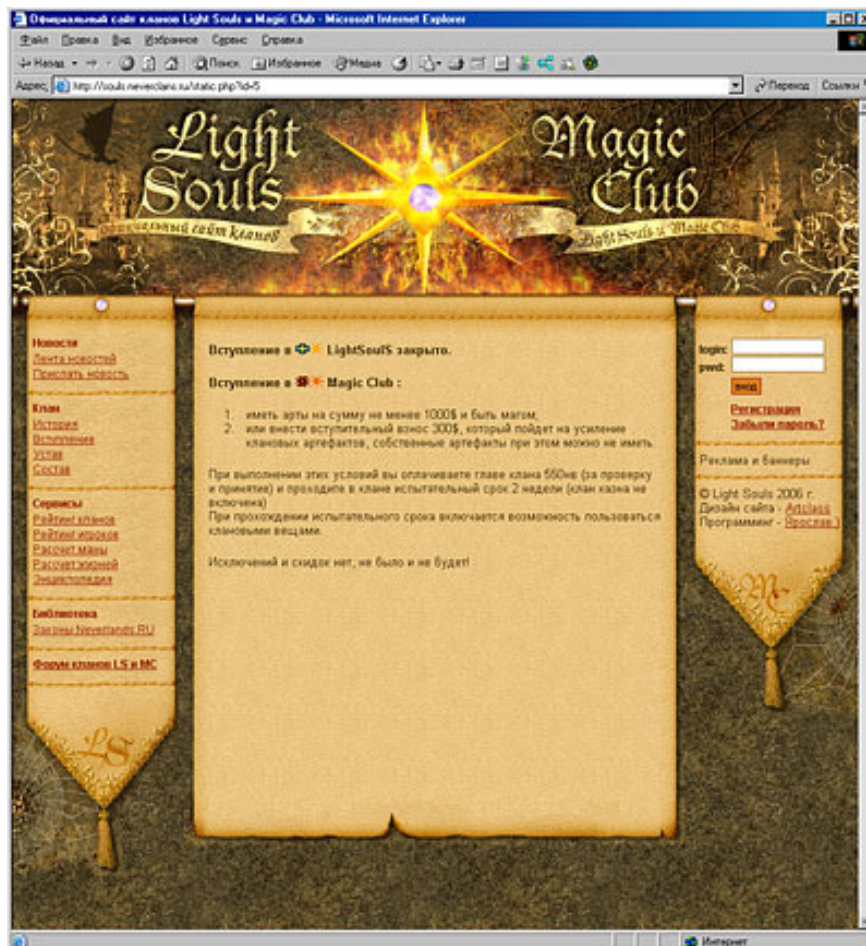 Официальный сайт кланов Light Souls и Magic Club - Microsoft Internet Explorer
Файл Правка Вид Избранное Сервис Справка
Назад Поиск Избранное Медиа
Адрес: http://souls.neverclans.ru/static.php?id=5 Переход Ссылки
Light Souls
Magic Club
официальный сайт кланов
Light Souls и Magic Club
Новости
Лента новостей
Прислать новость
Клан
История
Вступление
Устав
Состав
Сервисы
Рейтинг кланов
Рейтинг игроков
Рассчет маны
Рассчет жизней
Энциклопедия
Библиотека
Законы Neverlands.RU
Форум кланов LS и MC
LS
Вступление в LightSoulS закрыто.
Вступление в Magic Club :
1. иметь арты на сумму не менее 1000$ и быть магом;
2. или внести вступительный взнос 300$, который пойдет на усиление
клановых артефактов, собственные артефакты при этом можно не иметь.
При выполнении этих условий вы оплачиваете главе клана 550нв (за проверку
и принятие) и проходите в клане испытательный срок 2 недели (клан казна не
включена)
При прохождении испытательного срока включается возможность пользоваться
клановыми вещами.
Исключений и скидок нет, не было и не будет!
login:
pwd:
вход
Регистрация
Забыли пароль?
Реклама и баннеры
© Light Souls 2006 г.
Дизайн сайта - Artclass
Программинг - Ярослав )
M
Интернет